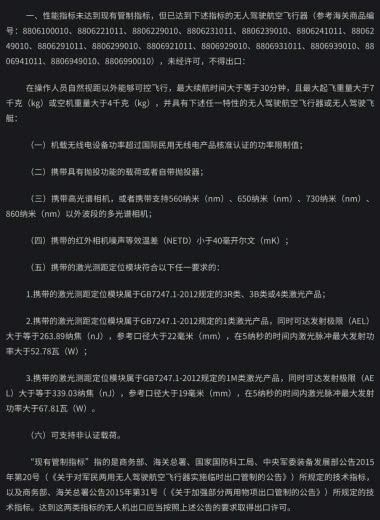 一、性能指标未达到现有管制指标，但已达到下述指标的无人驾驶航空飞行器（参考海关商品编
号：8806100010、8806221011、8806229010、8806231011、8806239010、8806241011、88062
49010、8806291011、8806299010、8806921011、8806929010、8806931011、8806939010、88
06941011、8806949010、8806990010），未经许可，不得出口：
在操作人员自然视距以外能够可控飞行，最大续航时间大于等于30分钟，且最大起飞重量大于7
千克（kg）或空机重量大于4千克（kg），并具有下述任一特性的无人驾驶航空飞行器或无人驾驶飞
艇：
（一）机载无线电设备功率超过国际民用无线电产品核准认证的功率限制值；
（二）携带具有抛投功能的载荷或者自带抛投器；
（三）携带高光谱相机，或者携带支持560纳米（nm）、650纳米（nm）、730纳米（nm）、
860纳米（nm）以外波段的多光谱相机；
（四）携带的红外相机噪声等效温差（NETD）小于40毫开尔文（mK）；
（五）携带的激光测距定位模块符合以下任一要求的：
1.携带的激光测距定位模块属于GB7247.1-2012规定的3R类、3B类或4类激光产品；
2.携带的激光测距定位模块属于GB7247.1-2012规定的1类激光产品，同时可达发射极限（AEL）
大于等于263.89纳焦（nJ），参考口径大于22毫米（mm），在5纳秒的时间内激光脉冲最大发射功
率大于52.78瓦（W）；
3.携带的激光测距定位模块属于GB7247.1-2012规定的1M类激光产品，同时可达发射极限（AE
L）大于等于339.03纳焦（nJ），参考口径大于19毫米（mm），在5纳秒的时间内激光脉冲最大发射
功率大于67.81瓦（W）。
（六）可支持非认证载荷。
“现有管制指标”指的是商务部、海关总署、国家国防科工局、中央军委装备发展部公告2015
年第20号（《关于对军民两用无人驾驶航空飞行器实施临时出口管制的公告》）所规定的技术指标，
以及商务部、海关总署公告2015年第31号（《关于加强部分两用物项出口管制的公告》）所规定的技
术指标。达到这两类指标的无人机出口应当按照上述公告的要求取得出口许可。